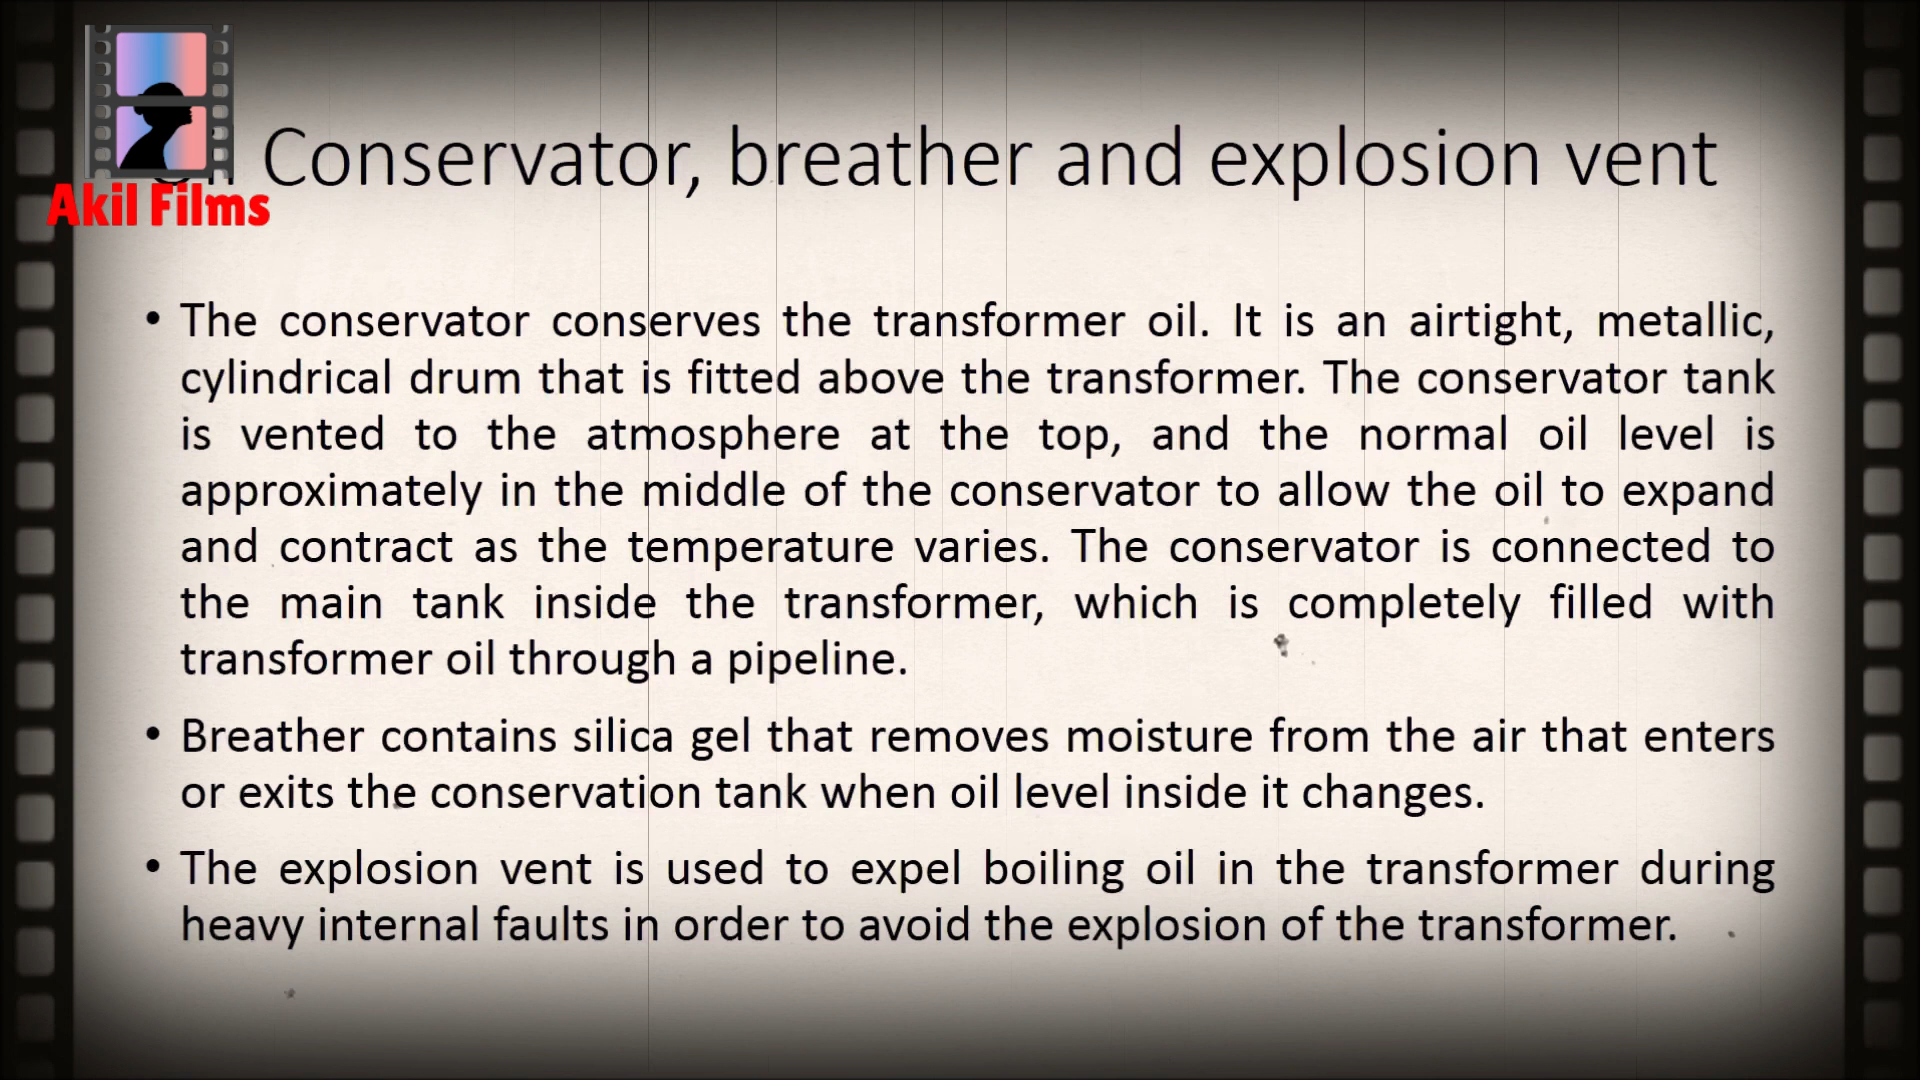 Conservator, breather and explosion vent
Akil Films
• The conservator conserves the transformer oil. It is an airtight, metallic,
cylindrical drum that is fitted above the transformer. The conservator tank
is vented to the atmosphere at the top, and the normal oil level is
approximately in the middle of the conservator to allow the oil to expand
and contract as the temperature varies. The conservator is connected to
the main tank inside the transformer, which is completely filled with
transformer oil through a pipeline.
• Breather contains silica gel that removes moisture from the air that enters
or exits the conservation tank when oil level inside it changes.
• The explosion vent is used to expel boiling oil in the transformer during
heavy internal faults in order to avoid the explosion of the transformer.